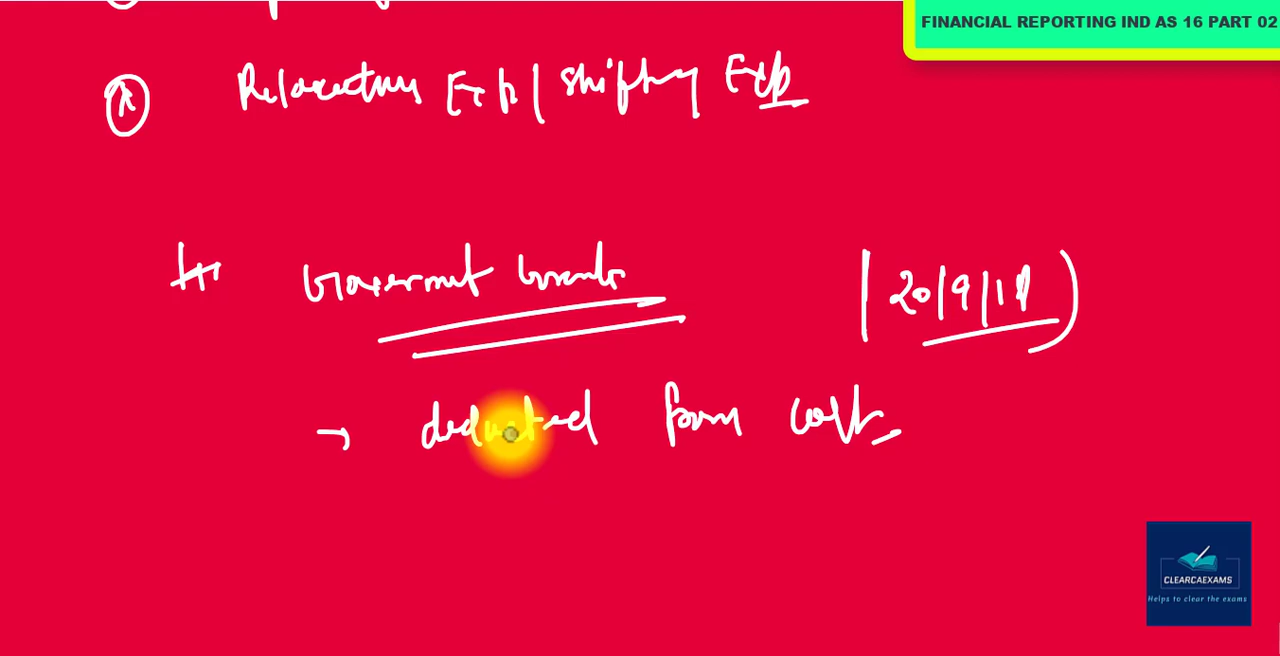 FINANCIAL REPORTING IND AS 16 PART 02
Relocation Exp / Shifting Exp
Government Grants (20/9/18)
→ deducted from cost
CLEARCAEXAMS
Helps to clear the exams